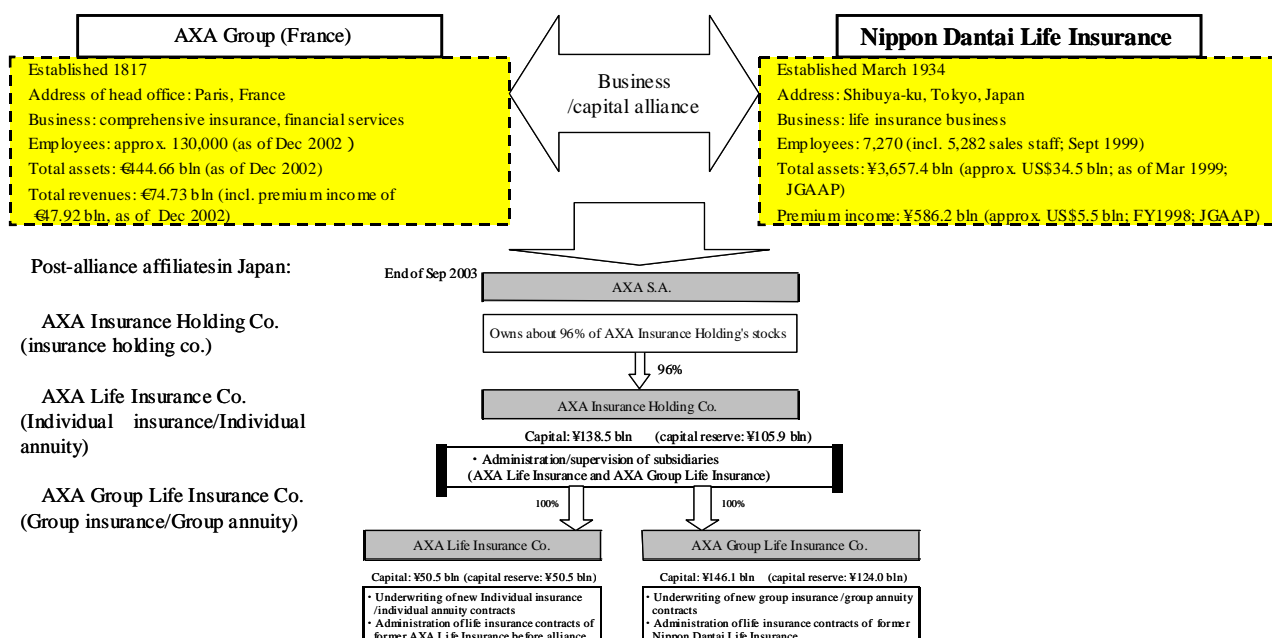 AXA Group (France)
Established 1817
Address of head office: Paris, France
Business: comprehensive insurance, financial services
Employees: approx. 130,000 (as of Dec 2002 )
Total assets: €444.66 bln (as of Dec 2002)
Total revenues: €74.73 bln (incl. premium income of
€47.92 bln, as of Dec 2002)
Business
/capital alliance
Nippon Dantai Life Insurance
Established March 1934
Address: Shibuya-ku, Tokyo, Japan
Business: life insurance business
Employees: 7,270 (incl. 5,282 sales staff; Sept 1999)
Total assets: ¥3,657.4 bln (approx. US$34.5 bln; as of Mar 1999;
JGAAP)
Premium income: ¥586.2 bln (approx. US$5.5 bln; FY1998; JGAAP)
Post-alliance affiliates in Japan:
AXA Insurance Holding Co.
(insurance holding co.)
AXA Life Insurance Co.
(Individual insurance/Individual
annuity)
AXA Group Life Insurance Co.
(Group insurance/Group annuity)
End of Sep 2003
AXA S.A.
Owns about 96% of AXA Insurance Holding's stocks
96%
AXA Insurance Holding Co.
Capital: ¥138.5 bln (capital reserve: ¥105.9 bln)
・Administration/supervision of subsidiaries
(AXA Life Insurance and AXA Group Life Insurance)
100%
100%
AXA Life Insurance Co.
Capital: ¥50.5 bln (capital reserve: ¥50.5 bln)
・Underwriting of new Individual insurance
/individual annuity contracts
・Administration of life insurance contracts of
former AXA Life Insurance before alliance
AXA Group Life Insurance Co.
Capital: ¥146.1 bln (capital reserve: ¥124.0 bln)
・Underwriting of new group insurance /group annuity
contracts
・Administration of life insurance contracts of former
Nippon Dantai Life Insurance